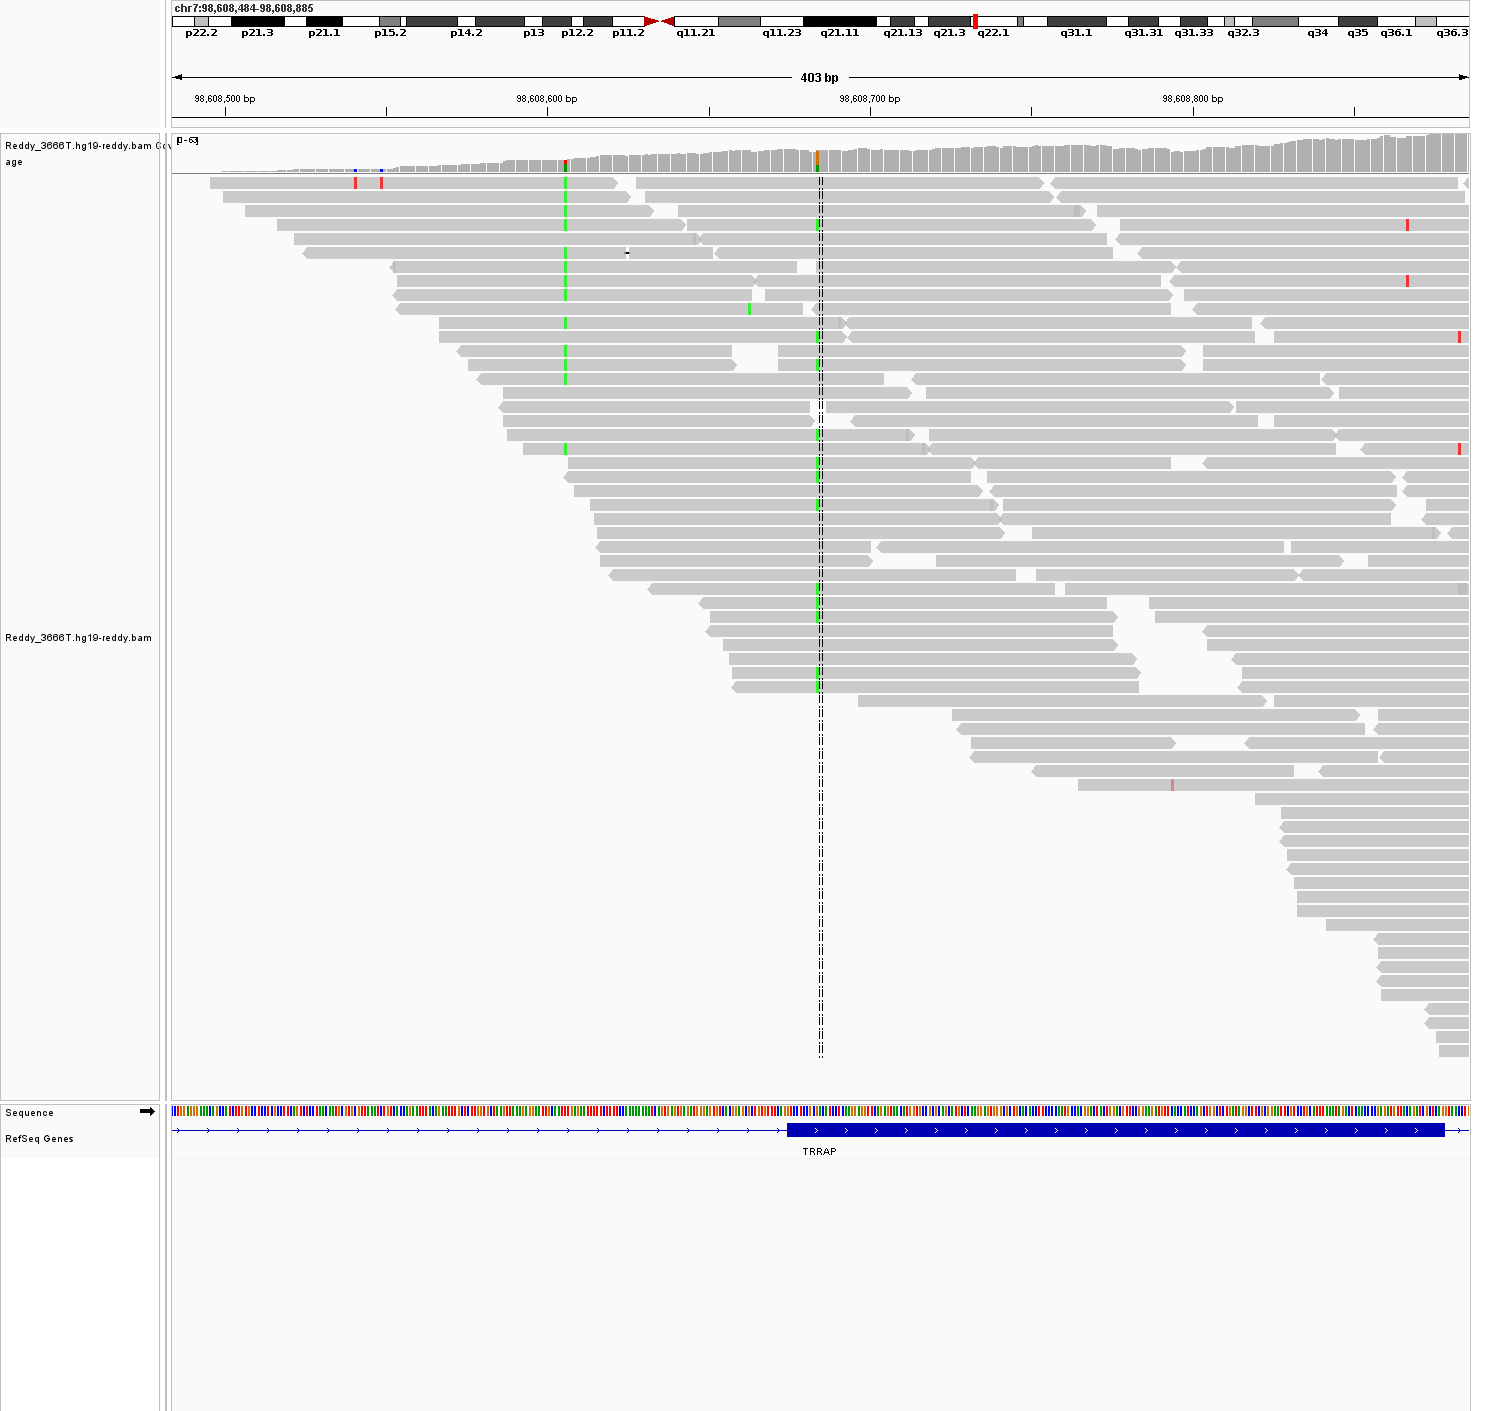 chr7:98,608,484-98,608,885
p22.2 p21.3 p21.1 p15.2 p14.2 p13 p12.2 p11.2 q11.21 q11.23 q21.11 q21.13 q21.3 q22.1 q31.1 q31.31 q31.33 q32.3 q34 q35 q36.1 q36.3
403 bp
98,608,500 bp 98,608,600 bp 98,608,700 bp 98,608,800 bp
[0-63]
Reddy_3666T.hg19-reddy.bam Cov
age
Reddy_3666T.hg19-reddy.bam
Sequence
RefSeq Genes
TRRAP